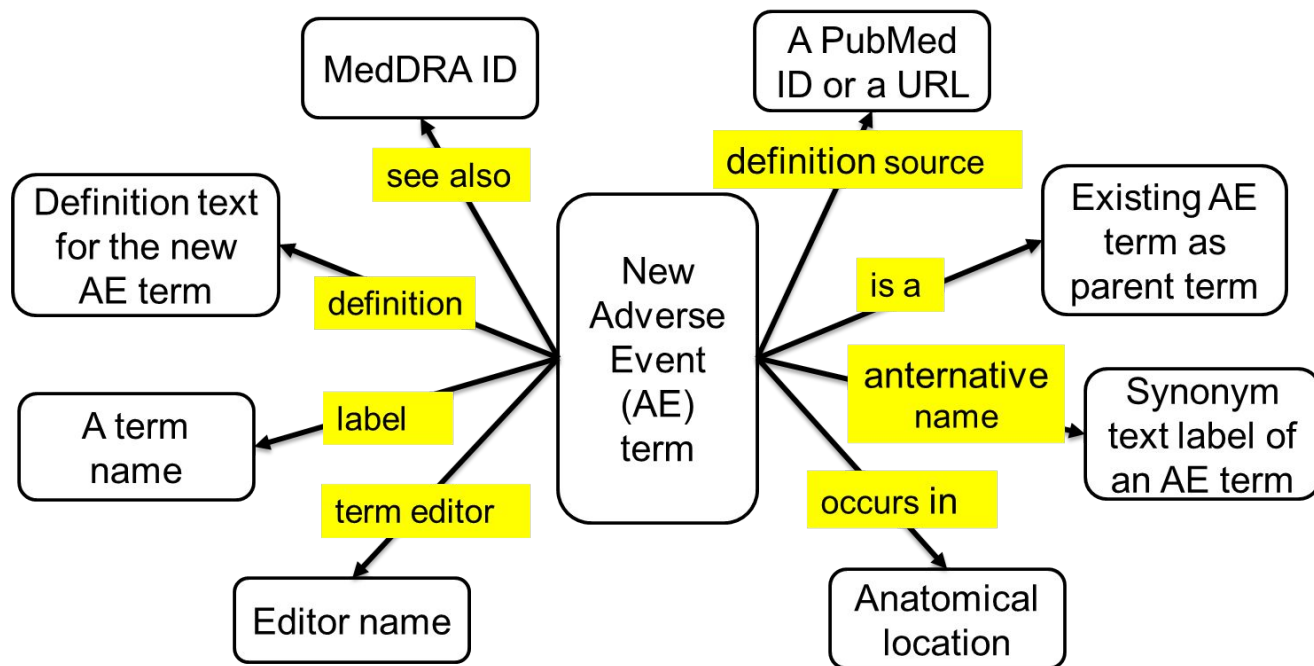 MedDRA ID
A PubMed
ID or a URL
see also
definition source
Definition text
for the new
AE term
Existing AE
term as
parent term
New
Adverse
Event
(AE)
term
is a
definition
anternative
name
label
A term
name
Synonym
text label of
an AE term
term editor
occurs in
Editor name
Anatomical
location